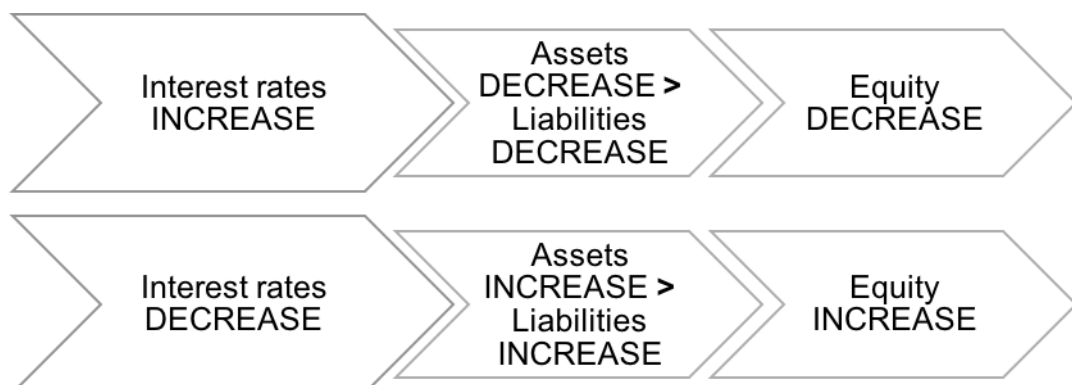 Interest rates
INCREASE
Assets
DECREASE >
Liabilities
DECREASE
Equity
DECREASE
Interest rates
DECREASE
Assets
INCREASE >
Liabilities
INCREASE
Equity
INCREASE